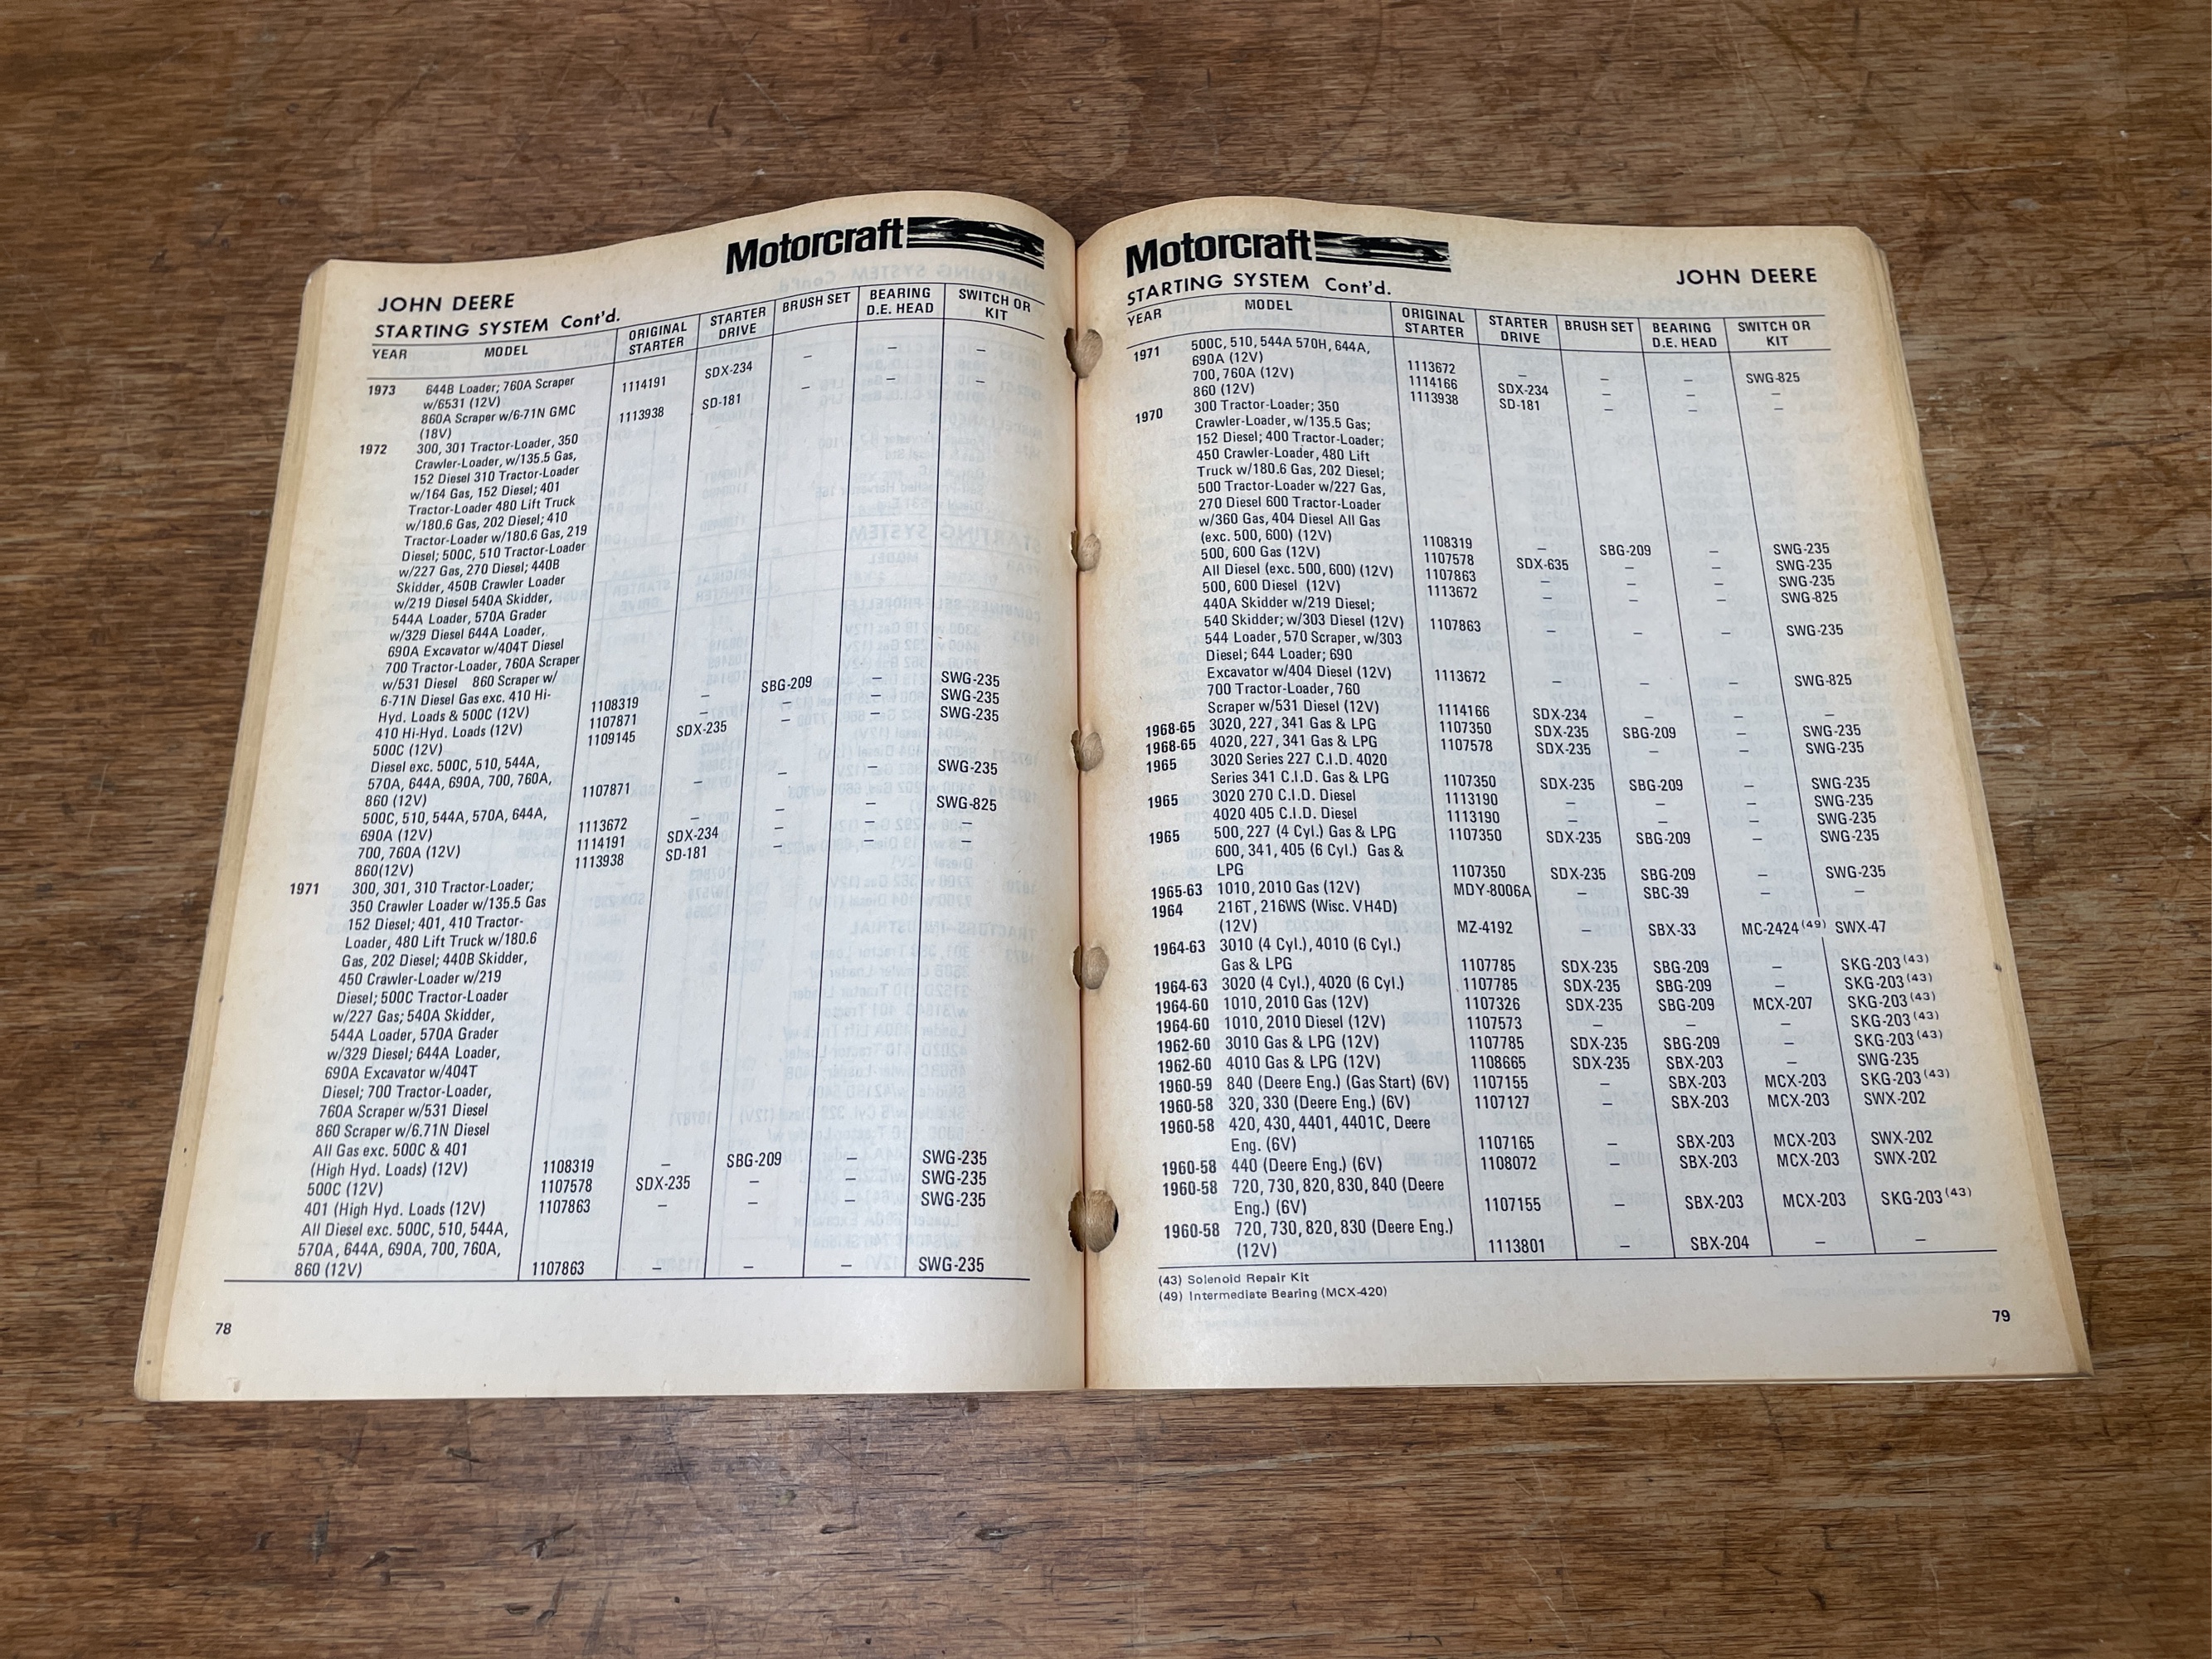 Motorcraft
JOHN DEERE
STARTING SYSTEM Cont'd.
YEAR MODEL ORIGINAL STARTER STARTER DRIVE BRUSH SET BEARING D.E. HEAD SWITCH OR KIT
1973 644B Loader; 760A Scraper
w/6531 (12V) 1114191 SDX-234 – – –
860A Scraper w/6-71N GMC
(18V) 1113938 SD-181 – – –
1972 300, 301 Tractor-Loader, 350
Crawler-Loader, w/135.5 Gas,
152 Diesel 310 Tractor-Loader
w/164 Gas, 152 Diesel; 401
Tractor-Loader 480 Lift Truck
w/180.6 Gas, 202 Diesel; 410
Tractor-Loader w/180.6 Gas, 219
Diesel; 500C, 510 Tractor-Loader
w/227 Gas, 270 Diesel; 440B
Skidder, 450B Crawler Loader
w/219 Diesel 540A Skidder,
544A Loader, 570A Grader
w/329 Diesel 644A Loader,
690A Excavator w/404T Diesel
700 Tractor-Loader, 760A Scraper
w/531 Diesel 860 Scraper w/
6-71N Diesel Gas exc. 410 Hi-
Hyd. Loads & 500C (12V) 1108319 – SBG-209 – SWG-235
410 Hi-Hyd. Loads (12V) 1107871 – – – SWG-235
500C (12V) 1109145 SDX-235 – – SWG-235
Diesel exc. 500C, 510, 544A,
570A, 644A, 690A, 700, 760A,
860 (12V) 1107871 – – – SWG-235
500C, 510, 544A, 570A, 644A,
690A (12V) 1113672 – – – SWG-825
700, 760A (12V) 1114191 SDX-234 – – –
860(12V) 1113938 SD-181 – – –
1971 300, 301, 310 Tractor-Loader;
350 Crawler Loader w/135.5 Gas
152 Diesel; 401, 410 Tractor-
Loader, 480 Lift Truck w/180.6
Gas, 202 Diesel; 440B Skidder,
450 Crawler-Loader w/219
Diesel; 500C Tractor-Loader
w/227 Gas; 540A Skidder,
544A Loader, 570A Grader
w/329 Diesel; 644A Loader,
690A Excavator w/404T
Diesel; 700 Tractor-Loader,
760A Scraper w/531 Diesel
860 Scraper w/6.71N Diesel
All Gas exc. 500C & 401
(High Hyd. Loads) (12V) 1108319 – SBG-209 – SWG-235
500C (12V) 1107578 SDX-235 – – SWG-235
401 (High Hyd. Loads (12V) 1107863 – – – SWG-235
All Diesel exc. 500C, 510, 544A,
570A, 644A, 690A, 700, 760A,
860 (12V) 1107863 – – – SWG-235
78
Motorcraft
STARTING SYSTEM Cont'd.
JOHN DEERE
YEAR MODEL ORIGINAL STARTER STARTER DRIVE BRUSH SET BEARING D.E. HEAD SWITCH OR KIT
1971 500C, 510, 544A 570H, 644A,
690A (12V) 1113672 – – – SWG-825
700, 760A (12V) 1114166 SDX-234 – – –
860 (12V) 1113938 SD-181 – – –
1970 300 Tractor-Loader; 350
Crawler-Loader, w/135.5 Gas;
152 Diesel; 400 Tractor-Loader;
450 Crawler-Loader, 480 Lift
Truck w/180.6 Gas, 202 Diesel;
500 Tractor-Loader w/227 Gas,
270 Diesel 600 Tractor-Loader
w/360 Gas, 404 Diesel All Gas
(exc. 500, 600) (12V) 1108319 – SBG-209 – SWG-235
500, 600 Gas (12V) 1107578 SDX-635 – – SWG-235
All Diesel (exc. 500, 600) (12V) 1107863 – – – SWG-235
500, 600 Diesel (12V) 1113672 – – – SWG-825
440A Skidder w/219 Diesel;
540 Skidder; w/303 Diesel (12V) 1107863 – – – SWG-235
544 Loader, 570 Scraper, w/303
Diesel; 644 Loader; 690
Excavator w/404 Diesel (12V) 1113672 – – – SWG-825
700 Tractor-Loader, 760
Scraper w/531 Diesel (12V) 1114166 SDX-234 – – –
1968-65 3020, 227, 341 Gas & LPG 1107350 SDX-235 SBG-209 – SWG-235
1968-65 4020, 227, 341 Gas & LPG 1107578 SDX-235 – – SWG-235
1965 3020 Series 227 C.I.D. 4020
Series 341 C.I.D. Gas & LPG 1107350 SDX-235 SBG-209 – SWG-235
1965 3020 270 C.I.D. Diesel 1113190 – – – SWG-235
4020 405 C.I.D. Diesel 1113190 – – – SWG-235
1965 500, 227 (4 Cyl.) Gas & LPG 1107350 SDX-235 SBG-209 – SWG-235
600, 341, 405 (6 Cyl.) Gas &
LPG 1107350 SDX-235 SBG-209 – SWG-235
1965-63 1010, 2010 Gas (12V) MDY-8006A – SBC-39 – –
1964 216T, 216WS (Wisc. VH4D)
(12V) MZ-4192 – SBX-33 MC-2424(49) SWX-47
1964-63 3010 (4 Cyl.), 4010 (6 Cyl.)
Gas & LPG 1107785 SDX-235 SBG-209 – SKG-203(43)
1964-63 3020 (4 Cyl.), 4020 (6 Cyl.) 1107785 SDX-235 SBG-209 – SKG-203(43)
1964-60 1010, 2010 Gas (12V) 1107326 SDX-235 SBG-209 MCX-207 SKG-203(43)
1964-60 1010, 2010 Diesel (12V) 1107573 – – – SKG-203(43)
1962-60 3010 Gas & LPG (12V) 1107785 SDX-235 SBG-209 – SKG-203(43)
1962-60 4010 Gas & LPG (12V) 1108665 SDX-235 SBX-203 – SWG-235
1960-59 840 (Deere Eng.) (Gas Start) (6V) 1107155 – SBX-203 MCX-203 SKG-203(43)
1960-58 320, 330 (Deere Eng.) (6V) 1107127 – SBX-203 MCX-203 SWX-202
1960-58 420, 430, 4401, 4401C, Deere
Eng. (6V) 1107165 – SBX-203 MCX-203 SWX-202
1960-58 440 (Deere Eng.) (6V) 1108072 – SBX-203 MCX-203 SWX-202
1960-58 720, 730, 820, 830, 840 (Deere
Eng.) (6V) 1107155 – SBX-203 MCX-203 SKG-203(43)
1960-58 720, 730, 820, 830 (Deere Eng.)
(12V) 1113801 – SBX-204 – –
(43) Solenoid Repair Kit
(49) Intermediate Bearing (MCX-420)
79